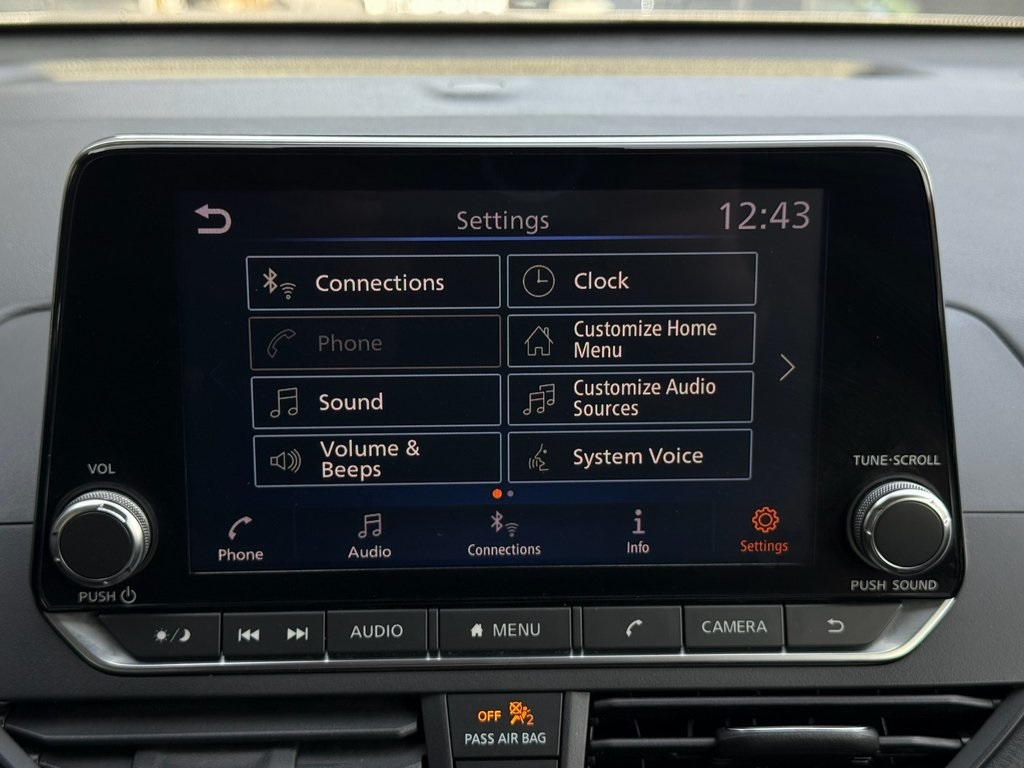 Settings
12:43
Connections
Clock
Phone
Customize Home
Menu
Sound
Customize Audio
Sources
Volume &
Beeps
System Voice
VOL
TUNE·SCROLL
Phone
Audio
Connections
Info
Settings
PUSH
PUSH SOUND
AUDIO
MENU
CAMERA
OFF
2
PASS AIR BAG